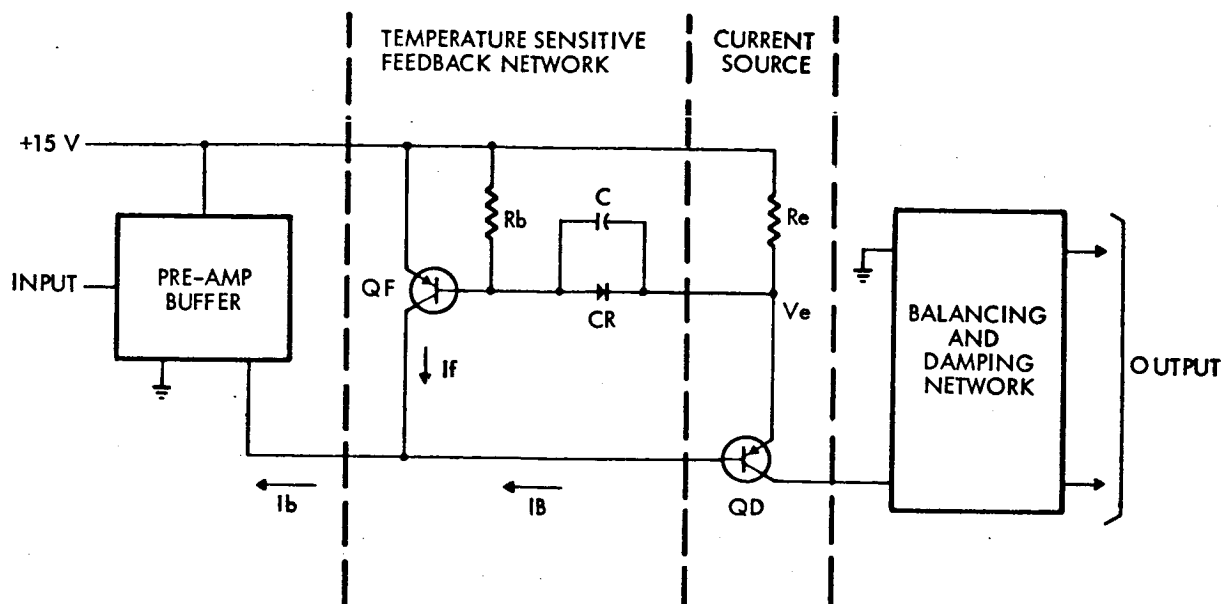 TEMPERATURE SENSITIVE
FEEDBACK NETWORK
CURRENT
SOURCE
+15 V
C
Rb
Re
INPUT
PRE-AMP
BUFFER
QF
CR
Ve
If
BALANCING
AND
DAMPING
NETWORK
OUTPUT
Ib
IB
QD